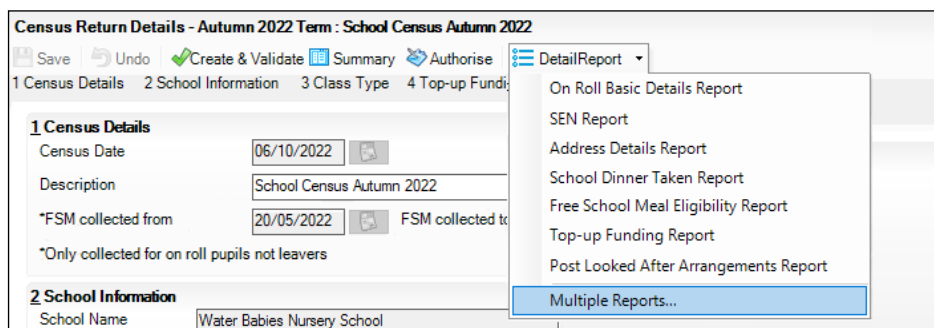 Census Return Details - Autumn 2022 Term : School Census Autumn 2022
Save Undo Create & Validate Summary Authorise DetailReport
1 Census Details 2 School Information 3 Class Type 4 Top-up Fundi
On Roll Basic Details Report
SEN Report
Address Details Report
School Dinner Taken Report
Free School Meal Eligibility Report
Top-up Funding Report
Post Looked After Arrangements Report
Multiple Reports...
1 Census Details
Census Date 06/10/2022
Description School Census Autumn 2022
*FSM collected from 20/05/2022 FSM collected to
*Only collected for on roll pupils not leavers
2 School Information
School Name Water Babies Nursery School